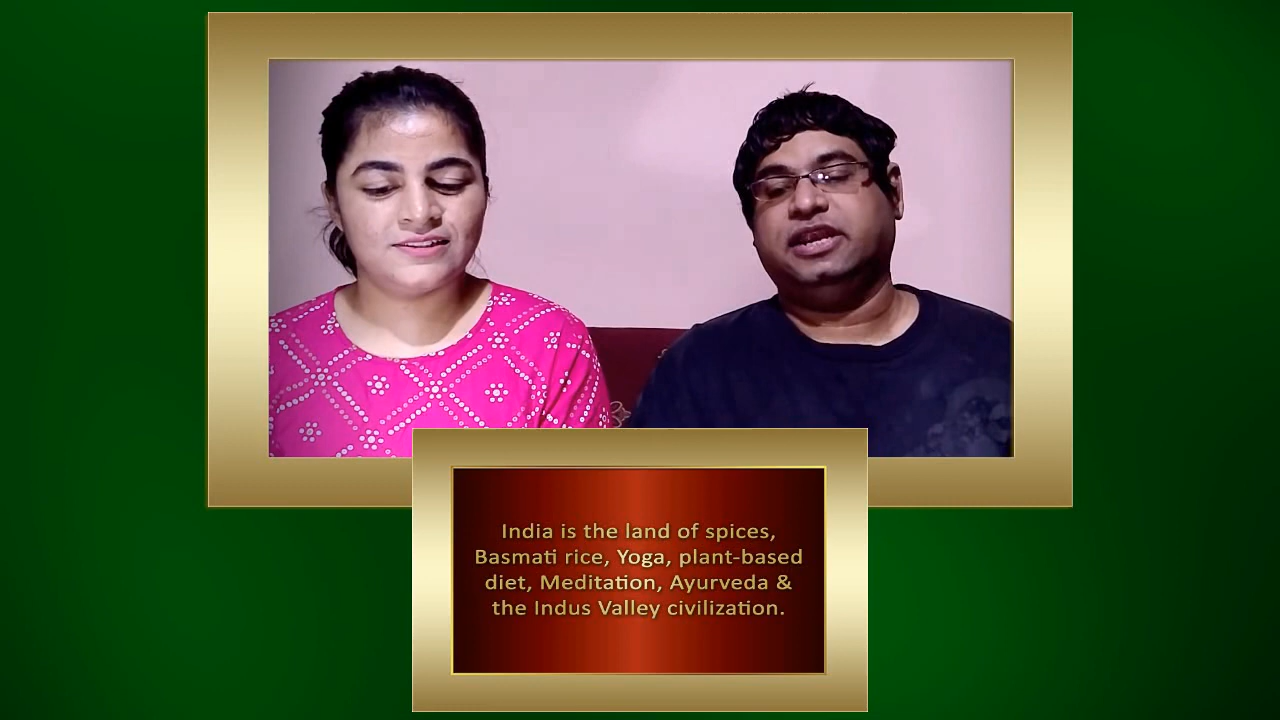 India is the land of spices,
Basmati rice, Yoga, plant-based
diet, Meditation, Ayurveda &
the Indus Valley civilization.